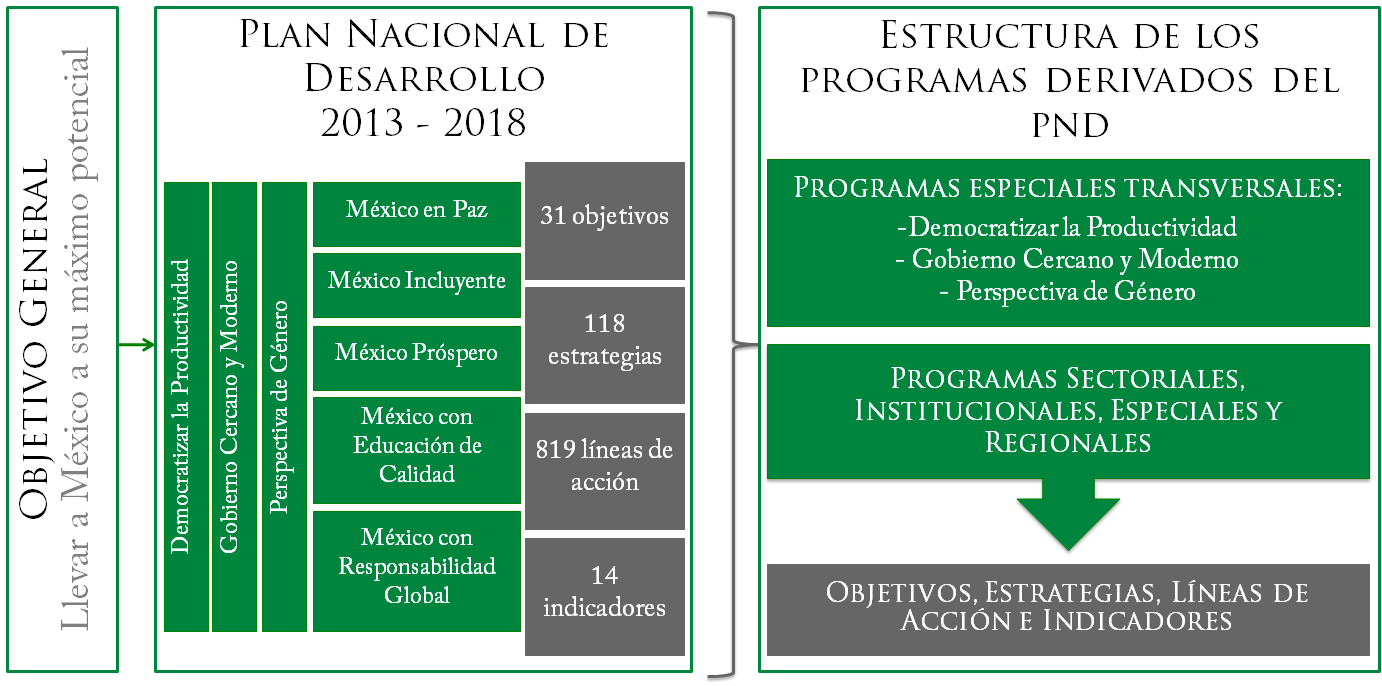 OBJETIVO GENERAL
Llevar a México a su máximo potencial
PLAN NACIONAL DE
DESARROLLO
2013 - 2018
Democratizar la Productividad
Gobierno Cercano y Moderno
Perspectiva de Género
México en Paz
México Incluyente
México Próspero
México con
Educación de
Calidad
México con
Responsabilidad
Global
31 objetivos
118
estrategias
819 líneas de
acción
14
indicadores
ESTRUCTURA DE LOS
PROGRAMAS DERIVADOS DEL
PND
PROGRAMAS ESPECIALES TRANSVERSALES:
-Democratizar la Productividad
- Gobierno Cercano y Moderno
- Perspectiva de Género
PROGRAMAS SECTORIALES,
INSTITUCIONALES, ESPECIALES Y
REGIONALES
OBJETIVOS, ESTRATEGIAS, LÍNEAS DE
ACCIÓN E INDICADORES